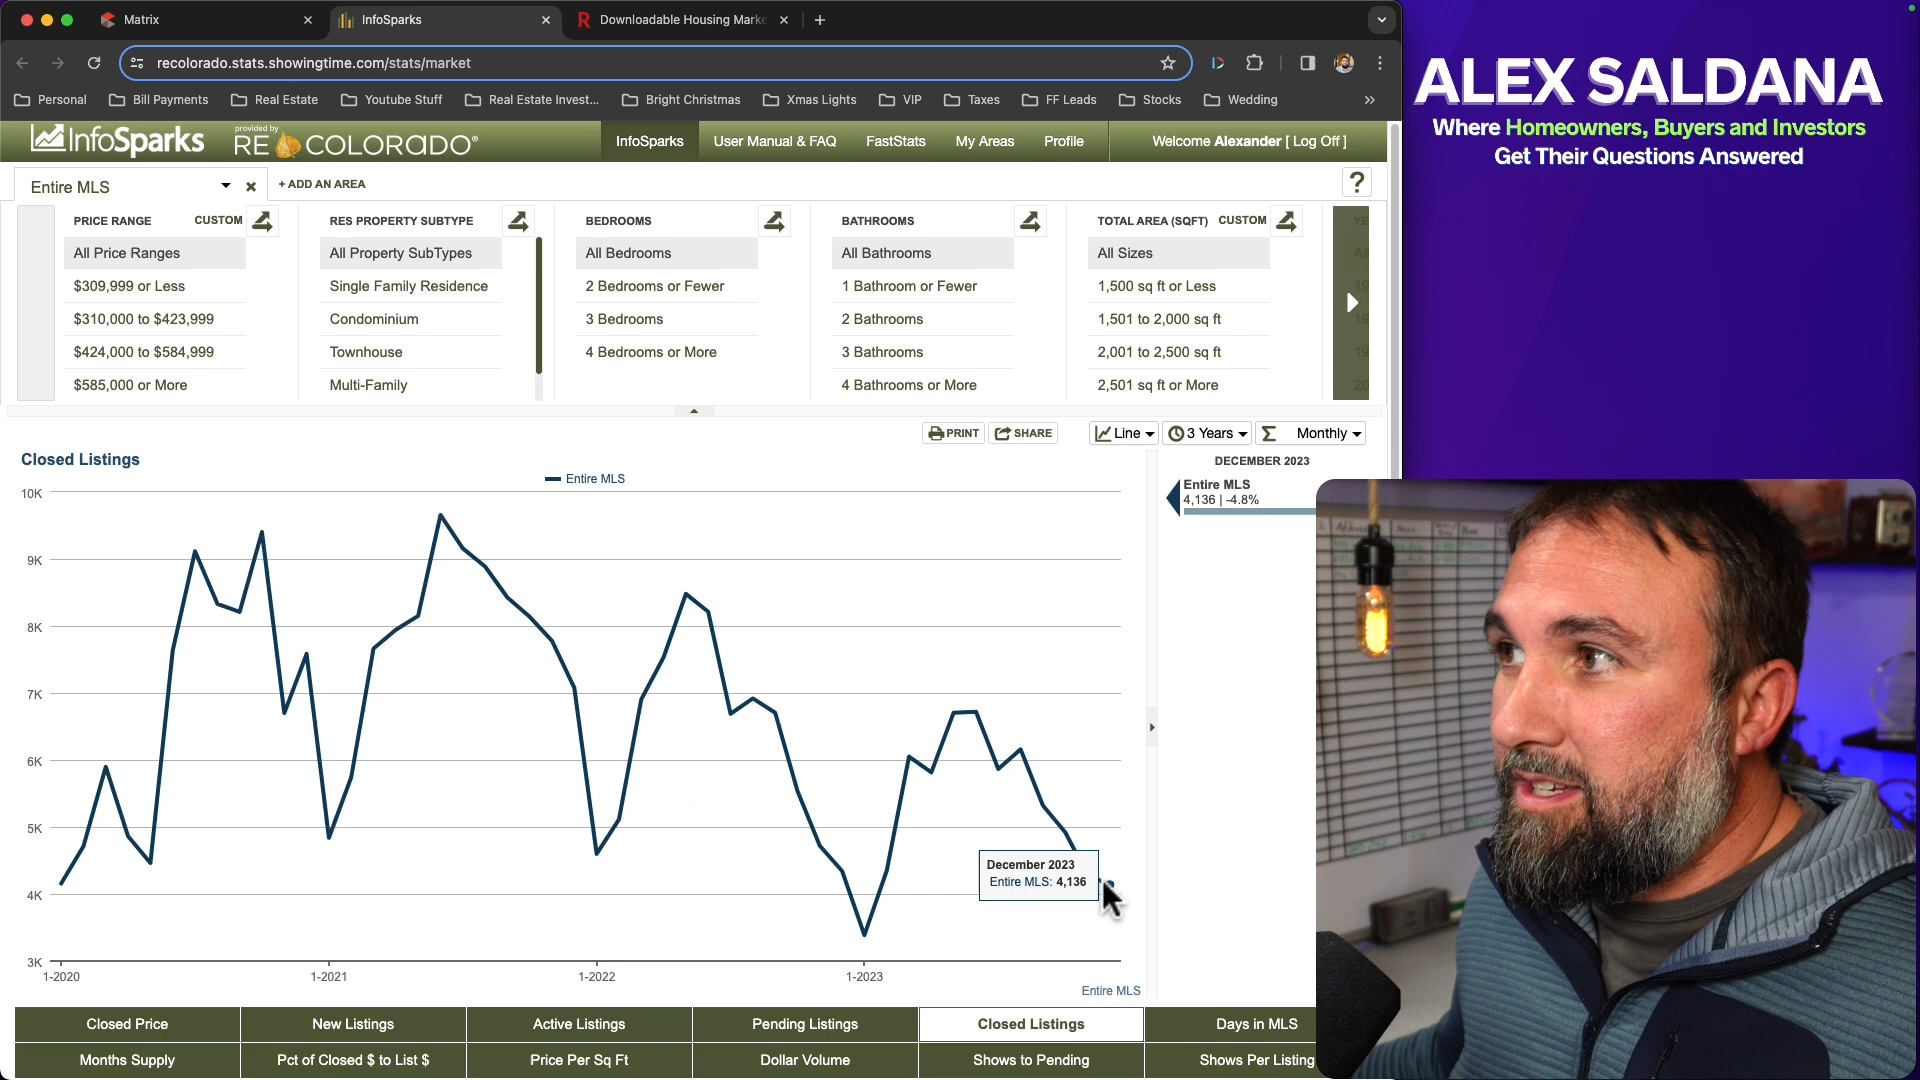 Matrix
InfoSparks
Downloadable Housing Marke
recolorado.stats.showingtime.com/stats/market
Personal
Bill Payments
Real Estate
Youtube Stuff
Real Estate Invest...
Bright Christmas
Xmas Lights
VIP
Taxes
FF Leads
Stocks
Wedding
»
InfoSparks
provided by
RE COLORADO®
InfoSparks
User Manual & FAQ
FastStats
My Areas
Profile
Welcome Alexander [ Log Off ]
Entire MLS
+ ADD AN AREA
?
PRICE RANGE CUSTOM
All Price Ranges
$309,999 or Less
$310,000 to $423,999
$424,000 to $584,999
$585,000 or More
RES PROPERTY SUBTYPE
All Property SubTypes
Single Family Residence
Condominium
Townhouse
Multi-Family
BEDROOMS
All Bedrooms
2 Bedrooms or Fewer
3 Bedrooms
4 Bedrooms or More
BATHROOMS
All Bathrooms
1 Bathroom or Fewer
2 Bathrooms
3 Bathrooms
4 Bathrooms or More
TOTAL AREA (SQFT) CUSTOM
All Sizes
1,500 sq ft or Less
1,501 to 2,000 sq ft
2,001 to 2,500 sq ft
2,501 sq ft or More
PRINT
SHARE
Line
3 Years
Σ Monthly
Closed Listings
Entire MLS
DECEMBER 2023
Entire MLS
4,136 | -4.8%
10K
9K
8K
7K
6K
5K
4K
3K
December 2023
Entire MLS: 4,136
1-2020
1-2021
1-2022
1-2023
Entire MLS
Closed Price
New Listings
Active Listings
Pending Listings
Closed Listings
Days in MLS
Months Supply
Pct of Closed $ to List $
Price Per Sq Ft
Dollar Volume
Shows to Pending
Shows Per Listing
ALEX SALDANA
Where Homeowners, Buyers and Investors
Get Their Questions Answered